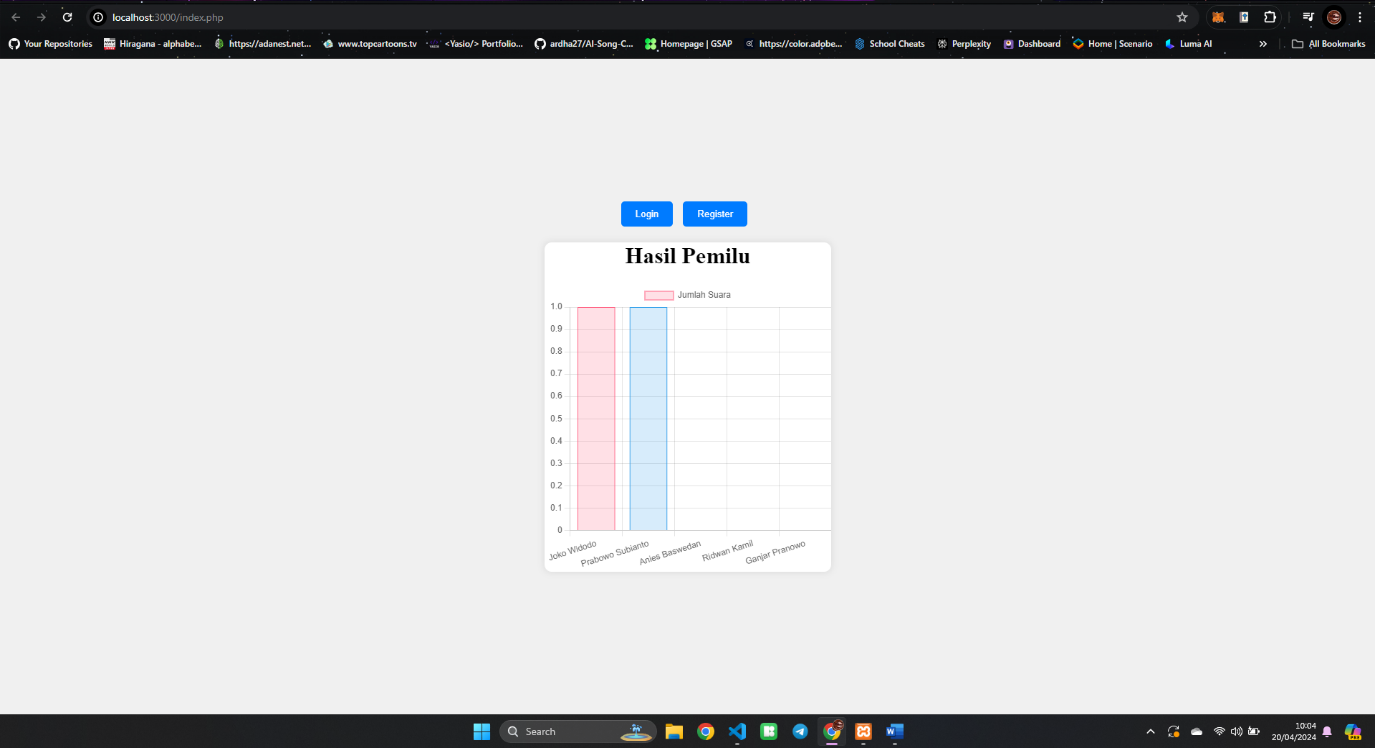 localhost:3000/index.php
Your Repositories
Hiragana - alphabe...
https://adanest.net...
www.topcartoons.tv
<Yasio/> Portfolio...
ardha27/AI-Song-C...
Homepage | GSAP
https://color.adobe...
School Cheats
Perplexity
Dashboard
Home | Scenario
Luma AI
All Bookmarks
Login
Register
Hasil Pemilu
Jumlah Suara
1.0
0.9
0.8
0.7
0.6
0.5
0.4
0.3
0.2
0.1
0
Joko Widodo
Prabowo Subianto
Anies Baswedan
Ridwan Kamil
Ganjar Pranowo
Search
10:04
20/04/2024